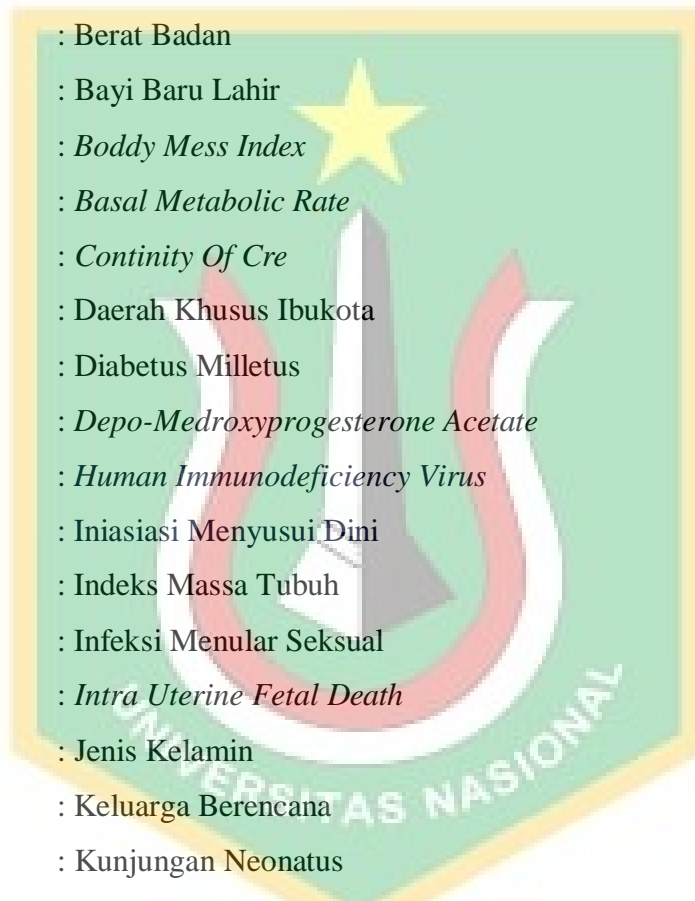 : Berat Badan
: Bayi Baru Lahir
: Boddy Mess Index
: Basal Metabolic Rate
: Continity Of Cre
: Daerah Khusus Ibukota
: Diabetus Milletus
: Depo-Medroxyprogesterone Acetate
: Human Immunodeficiency Virus
: Iniasiasi Menyusui Dini
: Indeks Massa Tubuh
: Infeksi Menular Seksual
: Intra Uterine Fetal Death
: Jenis Kelamin
: Keluarga Berencana
: Kunjungan Neonatus
UNIVERSITAS NASIONAL